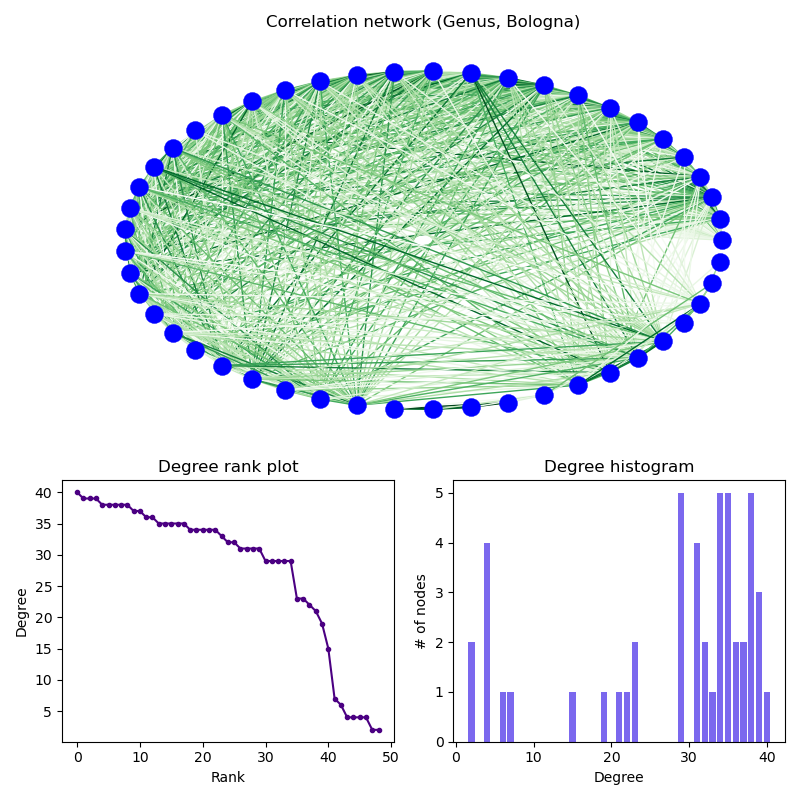 Correlation network (Genus, Bologna)
Degree rank plot
Degree
40
35
30
25
20
15
10
5
0 10 20 30 40 50
Rank
Degree histogram
# of nodes
5
4
3
2
1
0
0 10 20 30 40
Degree